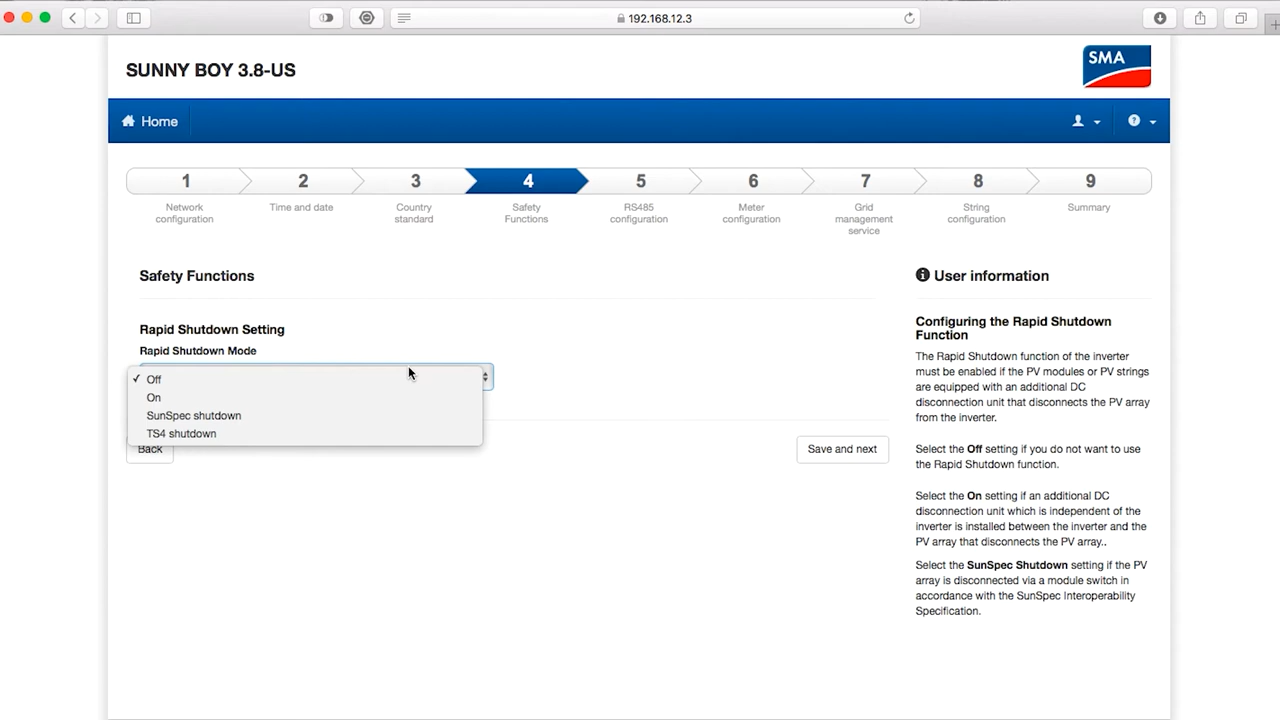 192.168.12.3
SUNNY BOY 3.8-US
SMA
Home
1
2
3
4
5
6
7
8
9
Network
configuration
Time and date
Country
standard
Safety
Functions
RS485
configuration
Meter
configuration
Grid
management
service
String
configuration
Summary
Safety Functions
Rapid Shutdown Setting
Rapid Shutdown Mode
✓ Off
On
SunSpec shutdown
TS4 shutdown
Back
Save and next
User information
Configuring the Rapid Shutdown
Function
The Rapid Shutdown function of the inverter
must be enabled if the PV modules or PV strings
are equipped with an additional DC
disconnection unit that disconnects the PV array
from the inverter.
Select the Off setting if you do not want to use
the Rapid Shutdown function.
Select the On setting if an additional DC
disconnection unit which is independent of the
inverter is installed between the inverter and the
PV array that disconnects the PV array..
Select the SunSpec Shutdown setting if the PV
array is disconnected via a module switch in
accordance with the SunSpec Interoperability
Specification.